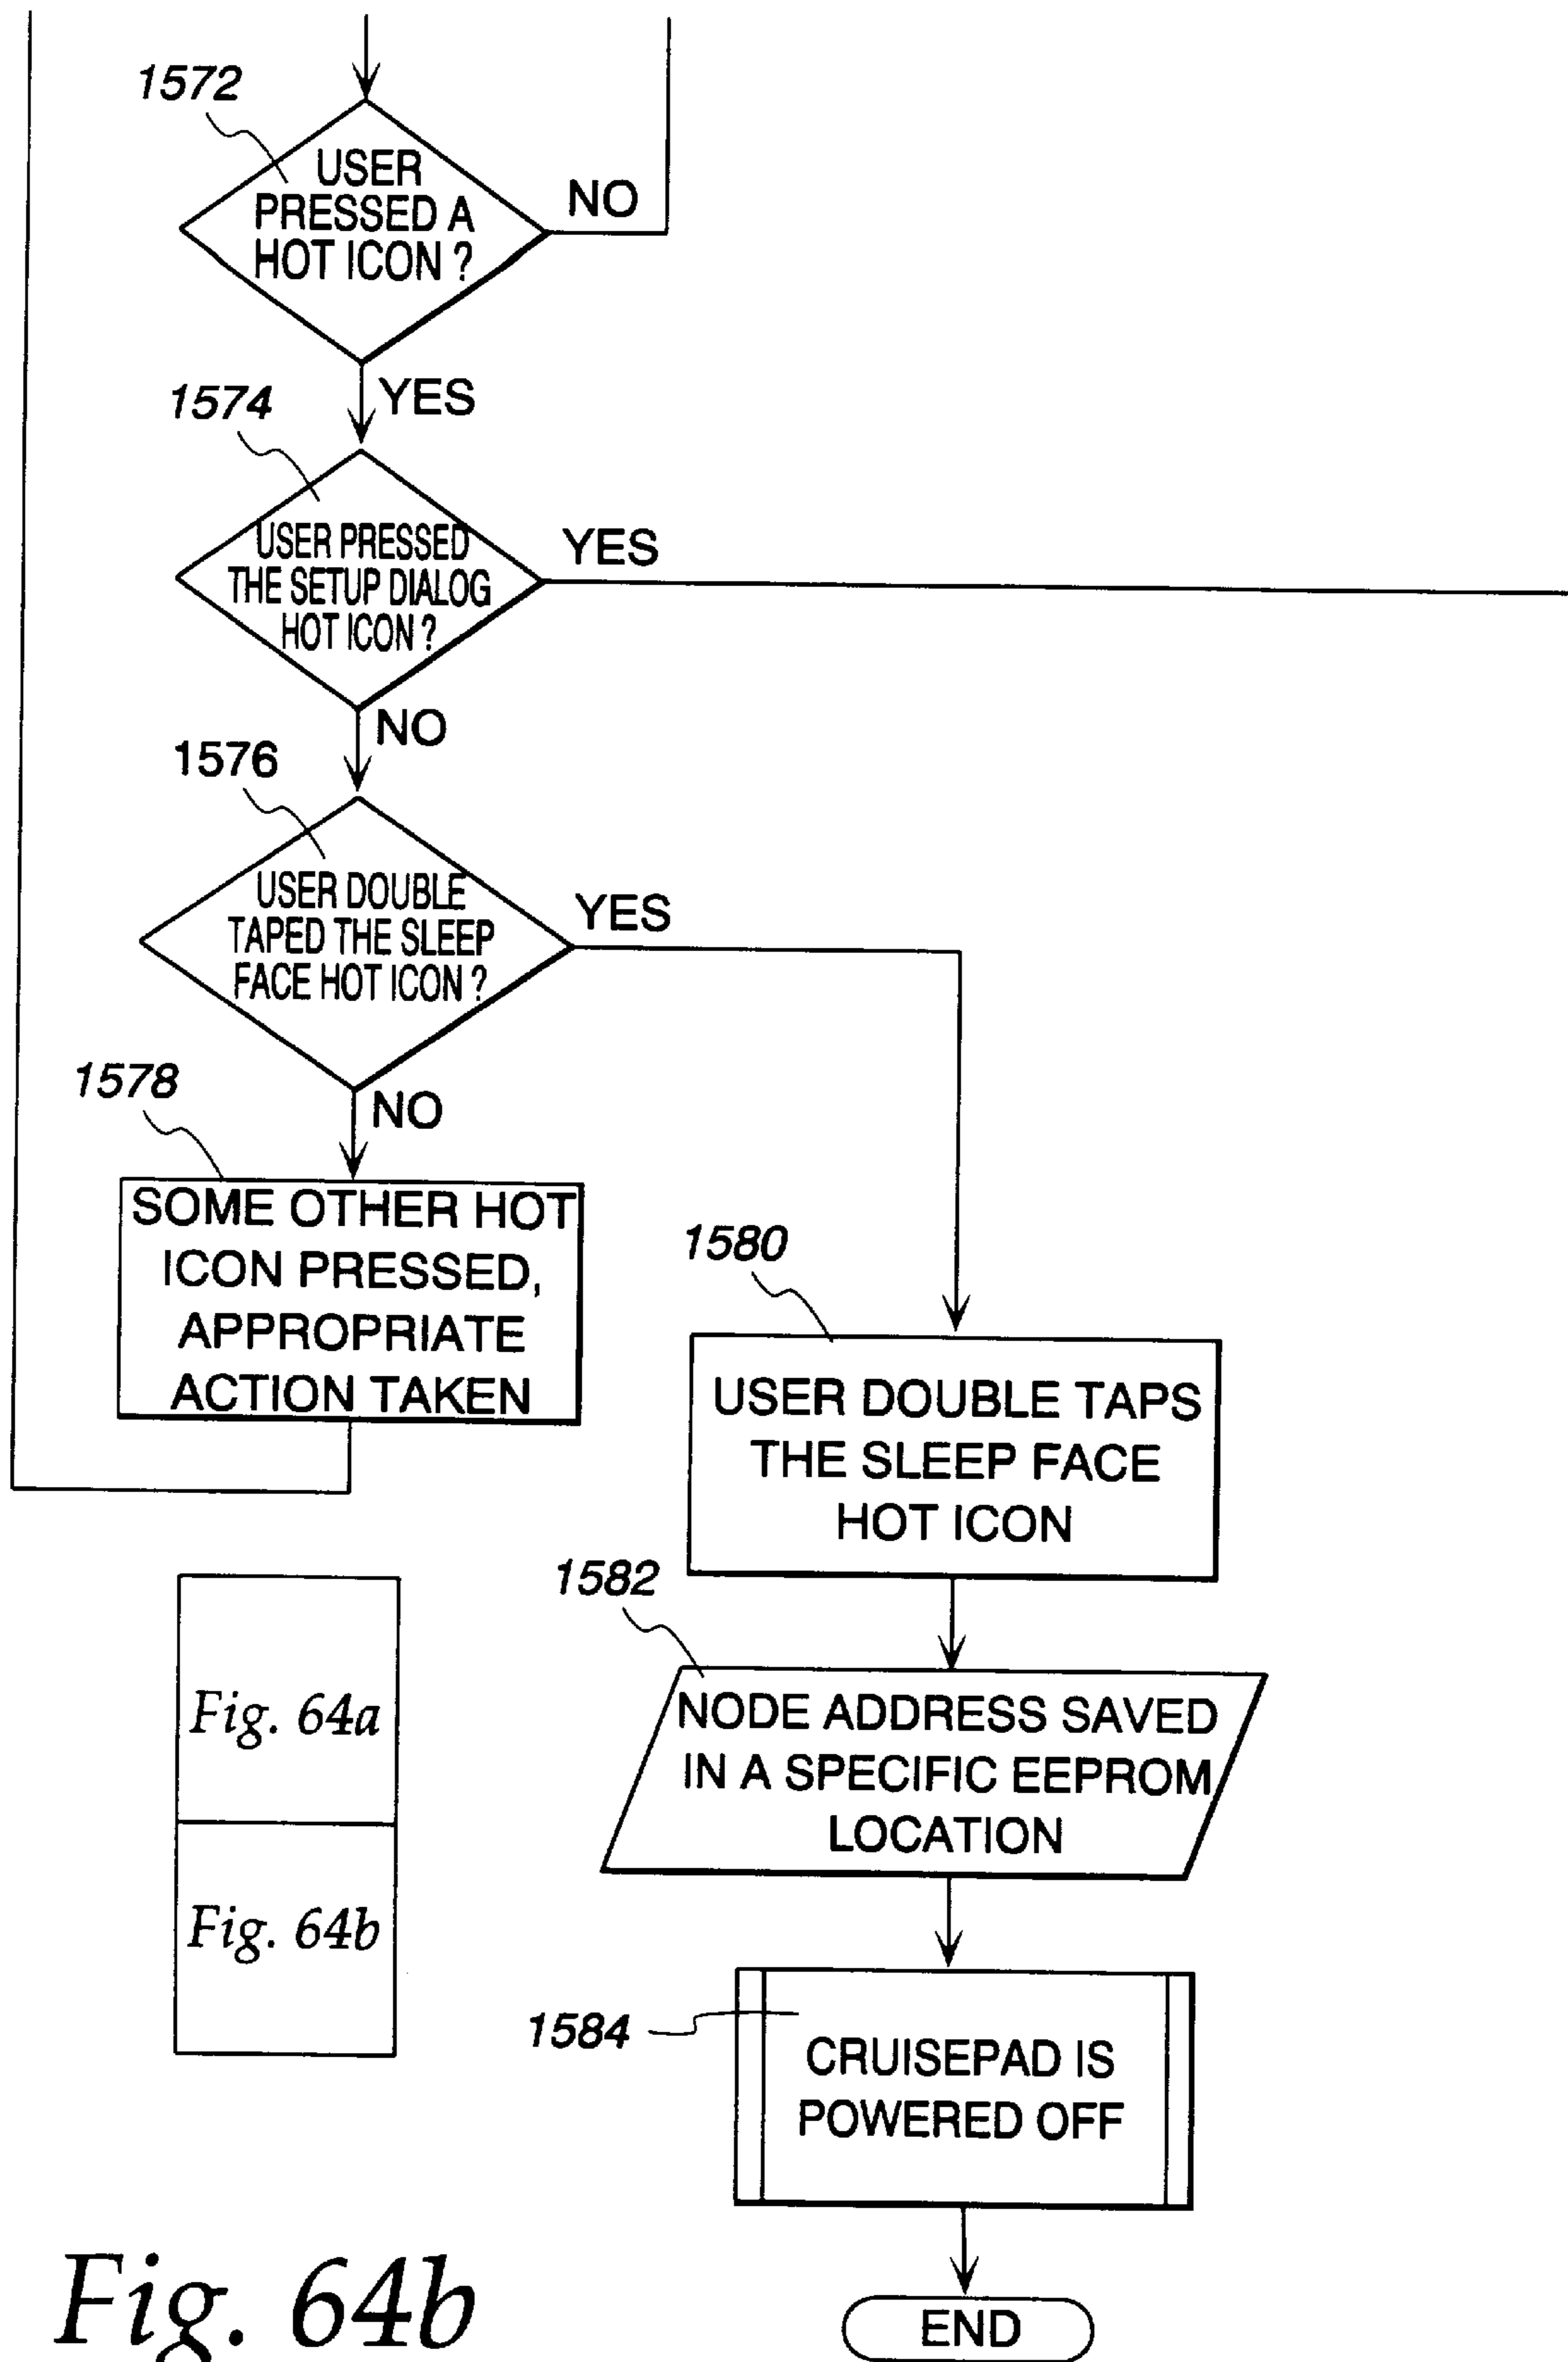 1572
USER
PRESSED A
HOT ICON ?
NO
YES
1574
USER PRESSED
THE SETUP DIALOG
HOT ICON ?
YES
NO
1576
USER DOUBLE
TAPED THE SLEEP
FACE HOT ICON ?
YES
NO
1578
SOME OTHER HOT
ICON PRESSED,
APPROPRIATE
ACTION TAKEN
1580
USER DOUBLE TAPS
THE SLEEP FACE
HOT ICON
1582
NODE ADDRESS SAVED
IN A SPECIFIC EEPROM
LOCATION
Fig. 64a
Fig. 64b
1584
CRUISEPAD IS
POWERED OFF
END
Fig. 64b